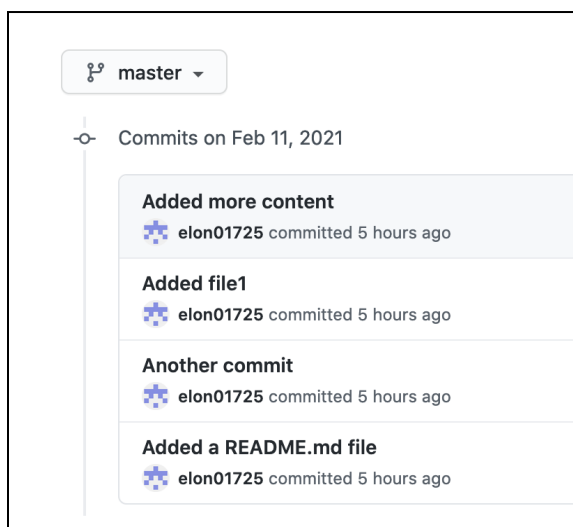 master
Commits on Feb 11, 2021
Added more content
elon01725 committed 5 hours ago
Added file1
elon01725 committed 5 hours ago
Another commit
elon01725 committed 5 hours ago
Added a README.md file
elon01725 committed 5 hours ago